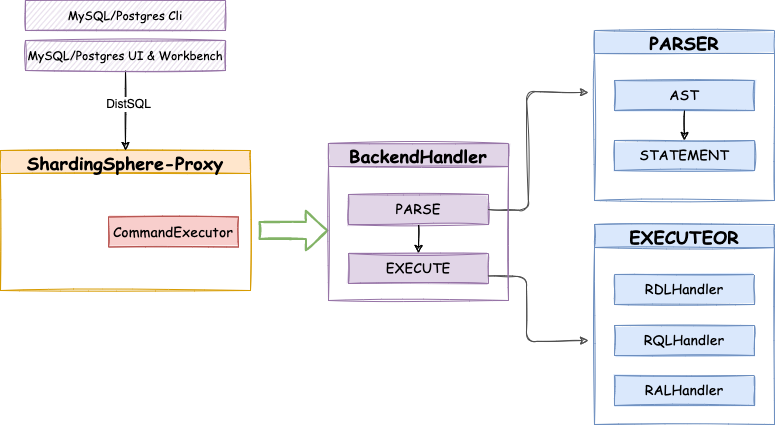 MySQL/Postgres Cli
MySQL/Postgres UI & Workbench
DistSQL
ShardingSphere-Proxy
CommandExecutor
BackendHandler
PARSE
EXECUTE
PARSER
AST
STATEMENT
EXECUTEOR
RDLHandler
RQLHandler
RALHandler